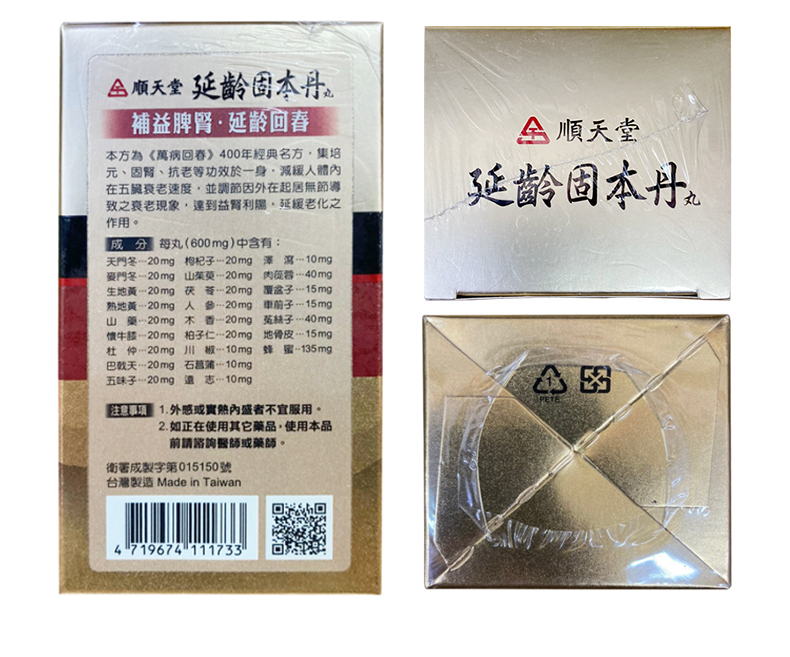 順天堂 延齡固本丹丸
補益脾腎·延齡回春
本方為《萬病回春》400年經典名方，集培
元、固腎、抗老等功效於一身，減緩人體內
在五臟衰老速度，並調節因外在起居無節導
致之衰老現象，達到益腎利陽，延緩老化之
作用。
成 分 每丸(600mg)中含有：
天門冬…20mg 枸杞子…20mg 澤 瀉…10mg
麥門冬…20mg 山茱萸…20mg 肉蓯蓉…40mg
生地黃…20mg 茯 苓…20mg 覆盆子…15mg
熟地黃…20mg 人 參…20mg 車前子…15mg
山 藥…20mg 木 香…20mg 菟絲子…40mg
懷牛膝…20mg 柏子仁…20mg 地骨皮…15mg
杜 仲…20mg 川 椒…10mg 蜂 蜜…135mg
巴戟天…20mg 石菖蒲…10mg
五味子…20mg 遠 志…10mg
注意事項 1.外感或實熱內盛者不宜服用。
2.如正在使用其它藥品，使用本品
前請諮詢醫師或藥師。
衛署成製字第015150號
台灣製造 Made in Taiwan
4 719674 111733
順天堂
延齡固本丹丸
1
PETE